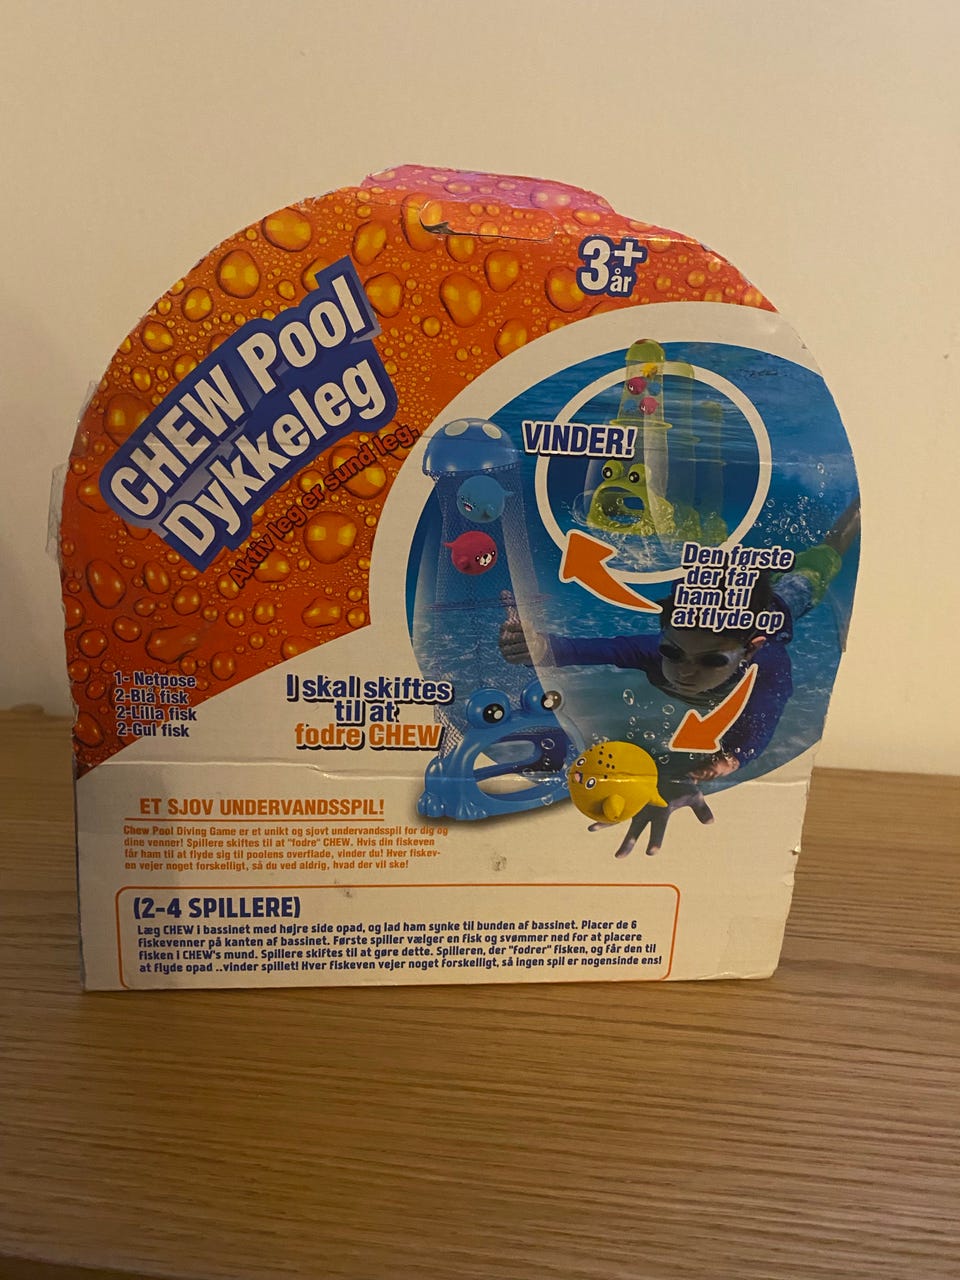 3+
år
CHEW Pool
Dykkeleg
Aktiv leg er sund leg.
VINDER!
Den første
der får
ham til
at flyde op
1- Netpose
2-Blå fisk
2-Lilla fisk
2-Gul fisk
I skal skiftes
til at
fodre CHEW
ET SJOV UNDERVANDSSPIL!
Chew Pool Diving Game er et unikt og sjovt undervandsspil for dig og
dine venner! Spillere skiftes til at "fodre" CHEW. Hvis din fiskeven
får ham til at flyde sig til poolens overflade, vinder du! Hver fiskev-
en vejer noget forskelligt, så du ved aldrig, hvad der vil ske!
(2-4 SPILLERE)
Læg CHEW i bassinet med højre side opad, og lad ham synke til bunden af bassinet. Placer de 6
fiskevenner på kanten af bassinet. Første spiller vælger en fisk og svømmer ned for at placere
fisken i CHEW's mund. Spillere skiftes til at gøre dette. Spilleren, der "fodrer" fisken, og får den til
at flyde opad ..vinder spillet! Hver fiskeven vejer noget forskelligt, så ingen spil er nogensinde ens!